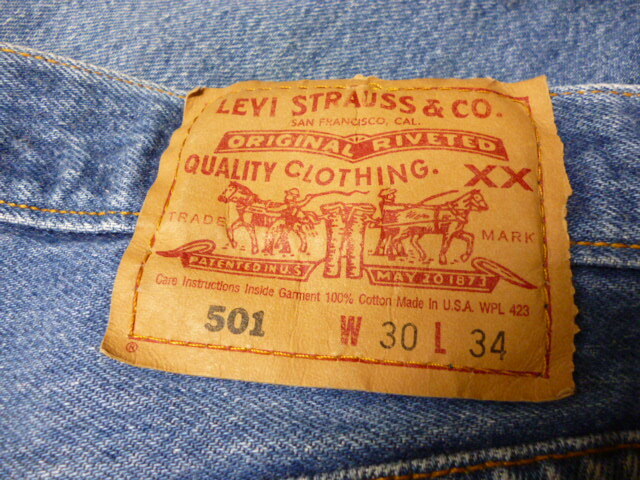 LEVI STRAUSS & CO.
SAN FRANCISCO, CAL.
ORIGINAL RIVETED
QUALITY CLOTHING. XX
TRADE MARK
PATENTED IN U.S. MAY 20 1873
Care Instructions Inside Garment 100% Cotton Made in U.S.A. WPL 423
501 W 30 L 34
®